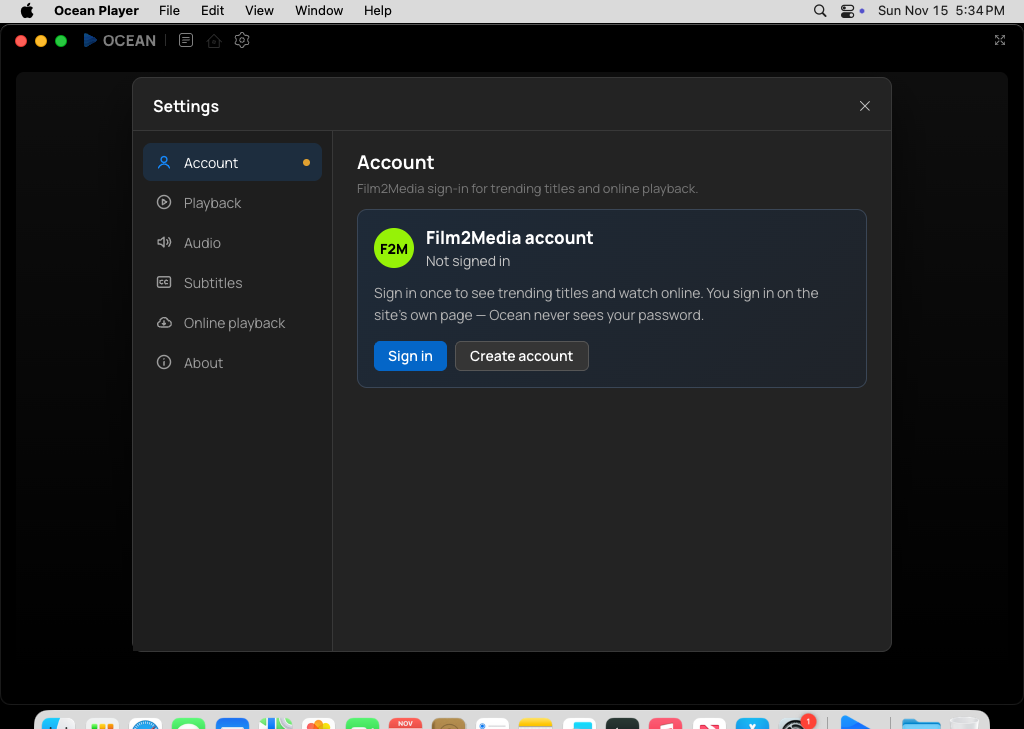 Ocean Player File Edit View Window Help Sun Nov 15 5:34 PM
OCEAN
Settings
Account
Playback
Audio
CC Subtitles
Online playback
About
Account
Film2Media sign-in for trending titles and online playback.
F2M
Film2Media account
Not signed in
Sign in once to see trending titles and watch online. You sign in on the
site's own page — Ocean never sees your password.
Sign in Create account
NOV
1